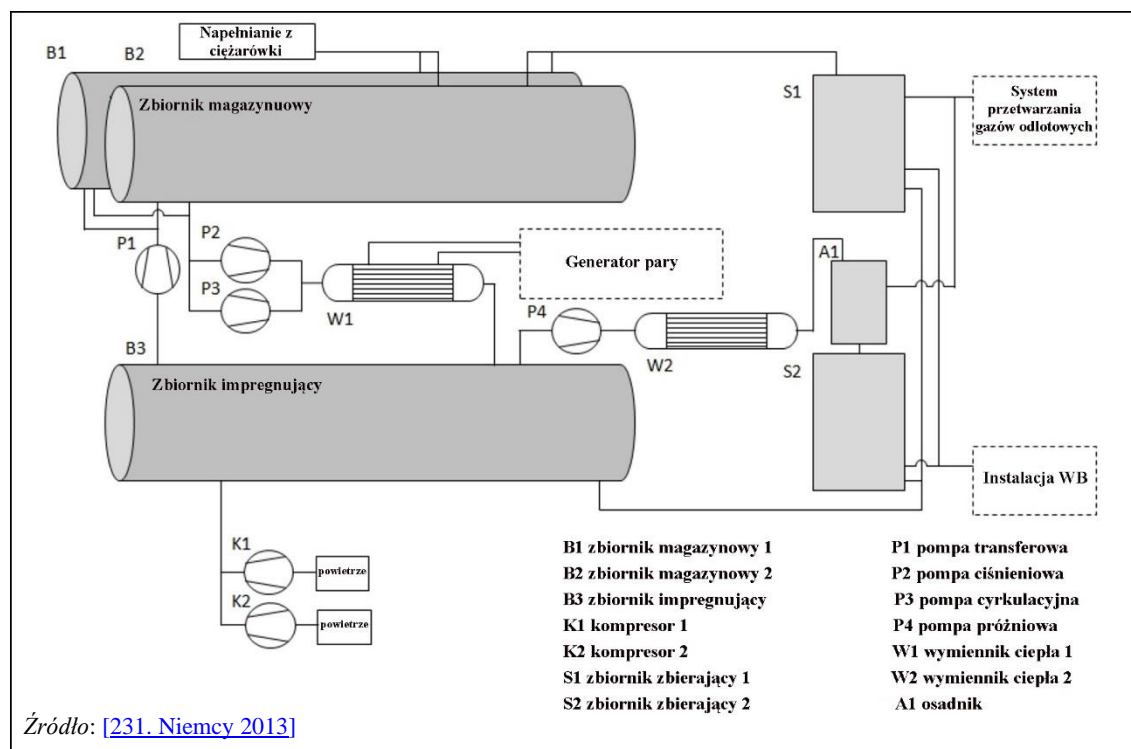 Napełnianie z
ciężarówki
B1
B2
Zbiornik magazynuowy
S1
System
przetwarzania
gazów odlotowych
P1
P2
P3
W1
Generator pary
A1
P4
W2
S2
B3
Zbiornik impregnujący
Instalacja WB
K1
powietrze
K2
powietrze
B1 zbiornik magazynowy 1
B2 zbiornik magazynowy 2
B3 zbiornik impregnujący
K1 kompresor 1
K2 kompresor 2
S1 zbiornik zbierający 1
S2 zbiornik zbierający 2
P1 pompa transferowa
P2 pompa ciśnieniowa
P3 pompa cyrkulacyjna
P4 pompa próżniowa
W1 wymiennik ciepła 1
W2 wymiennik ciepła 2
A1 osadnik
Źródło: [231. Niemcy 2013]